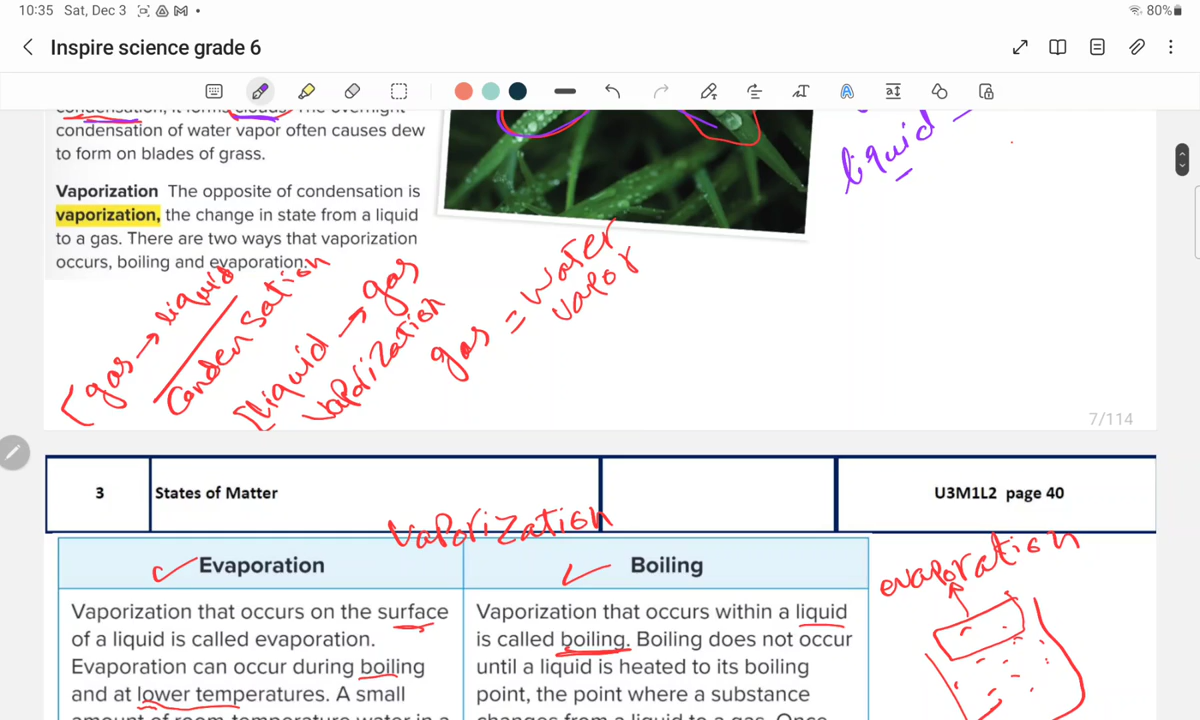 10:35 Sat, Dec 3
80%
Inspire science grade 6
condensation of water vapor often causes dew
to form on blades of grass.
Vaporization The opposite of condensation is
vaporization, the change in state from a liquid
to a gas. There are two ways that vaporization
occurs, boiling and evaporation.
liquid
gas → liquid
Condensation
liquid → gas
Vaporization
gas = water
vapor
7/114
3 States of Matter U3M1L2 page 40
Vaporization
Evaporation Boiling
evaporation
Vaporization that occurs on the surface
of a liquid is called evaporation.
Evaporation can occur during boiling
and at lower temperatures. A small
Vaporization that occurs within a liquid
is called boiling. Boiling does not occur
until a liquid is heated to its boiling
point, the point where a substance